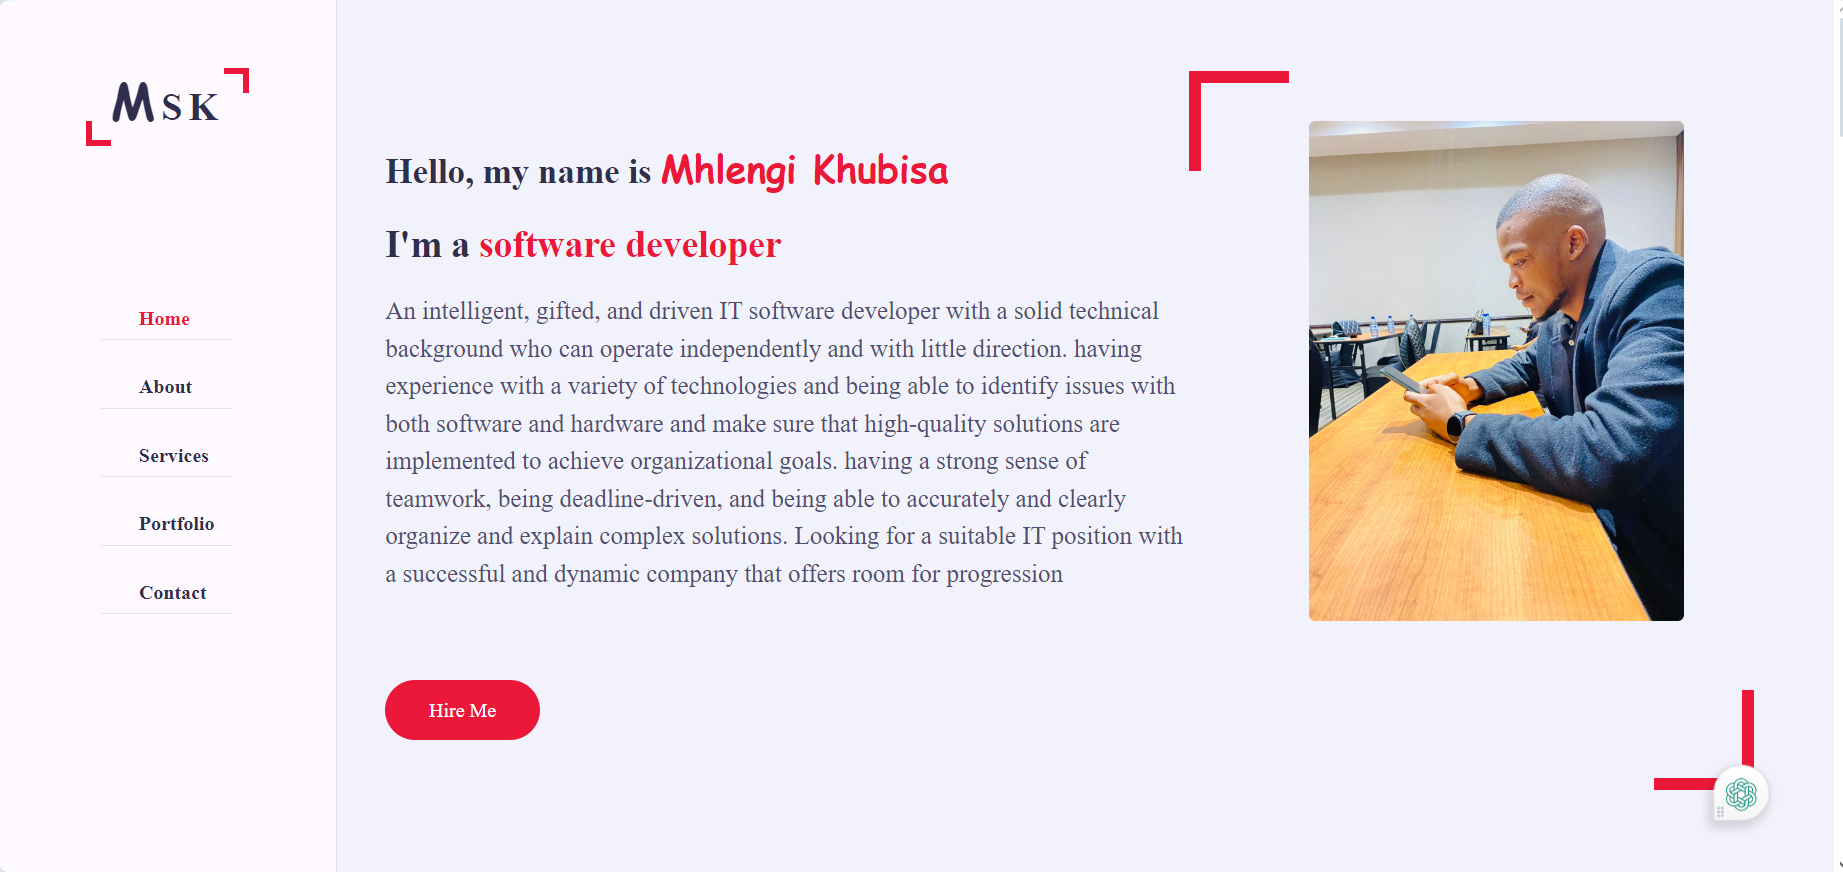 MSK
Home
About
Services
Portfolio
Contact
Hello, my name is Mhlengi Khubisa
I'm a software developer
An intelligent, gifted, and driven IT software developer with a solid technical
background who can operate independently and with little direction. having
experience with a variety of technologies and being able to identify issues with
both software and hardware and make sure that high-quality solutions are
implemented to achieve organizational goals. having a strong sense of
teamwork, being deadline-driven, and being able to accurately and clearly
organize and explain complex solutions. Looking for a suitable IT position with
a successful and dynamic company that offers room for progression
Hire Me